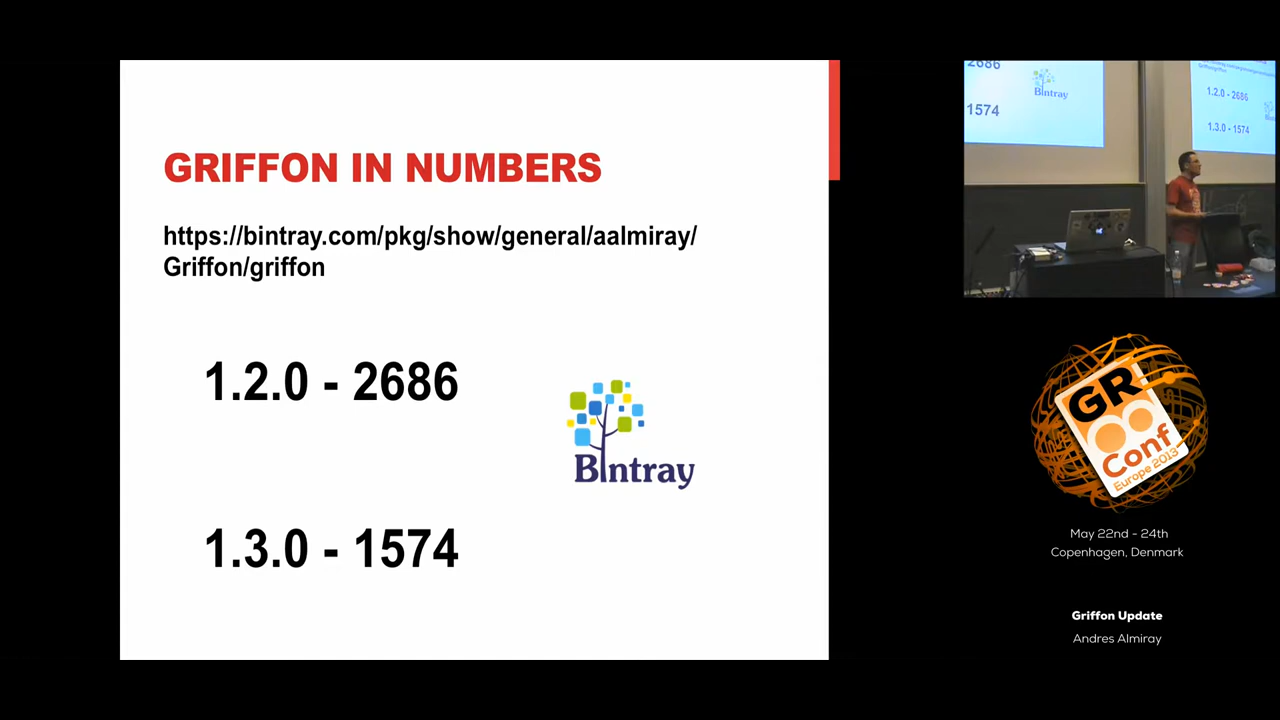 GRIFFON IN NUMBERS
https://bintray.com/pkg/show/general/aalmiray/
Griffon/griffon
1.2.0 - 2686
Bintray
1.3.0 - 1574
2686
Bintray
1574
1.2.0 - 2686
1.3.0 - 1574
GR
Conf
Europe 2013
May 22nd - 24th
Copenhagen, Denmark
Griffon Update
Andres Almiray